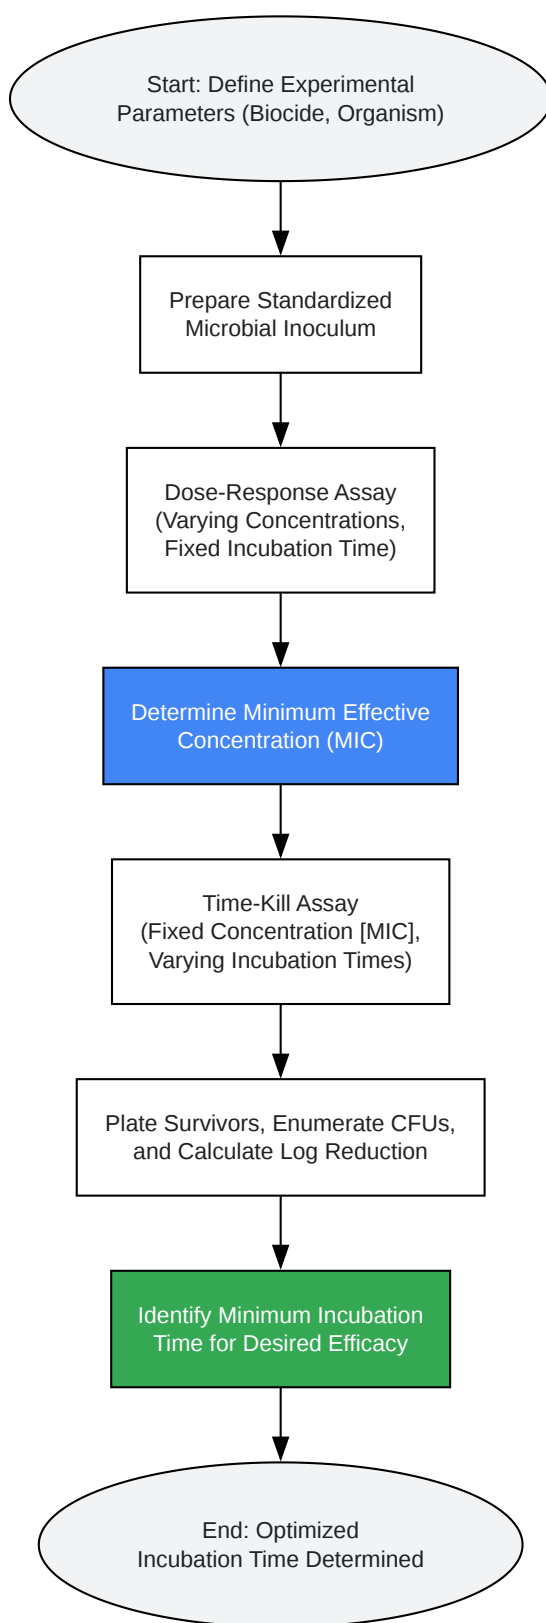 Start: Define Experimental
Parameters (Biocide, Organism)
Prepare Standardized
Microbial Inoculum
Dose-Response Assay
(Varying Concentrations,
Fixed Incubation Time)
Determine Minimum Effective
Concentration (MIC)
Time-Kill Assay
(Fixed Concentration [MIC],
Varying Incubation Times)
Plate Survivors, Enumerate CFUs,
and Calculate Log Reduction
Identify Minimum Incubation
Time for Desired Efficacy
End: Optimized
Incubation Time Determined